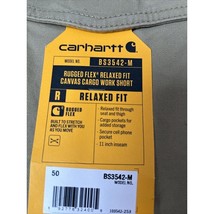 carhartt
MODEL NO. BS3542-M
RUGGED FLEX® RELAXED FIT
CANVAS CARGO WORK SHORT
R RELAXED FIT
RUGGED
FLEX
BUILT TO STRETCH
AND FLEX WITH YOU
AS YOU MOVE
• Relaxed fit through
seat and thigh
• Cargo pockets for
added storage
• Secure cell phone
pocket
• 11 inch inseam
50
BS3542-M
MODEL NO.